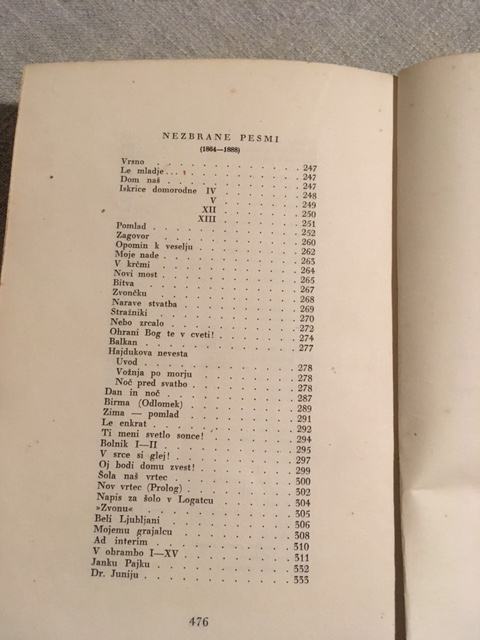 NEZBRANE PESMI
(1864—1888)
Vrsno . . . . . . . . . . . 247
Le mladje... . . . . . . . . . . 247
Dom naš . . . . . . . . . . . 247
Iskrice domorodne IV . . . . . . . 248
V . . . . . . . 249
XII . . . . . . . 250
XIII . . . . . . . 251
Pomlad . . . . . . . . . . . 252
Zagovor . . . . . . . . . . . 260
Opomin k veselju . . . . . . . . 262
Moje nade . . . . . . . . . . 263
V krčmi . . . . . . . . . . . 264
Novi most . . . . . . . . . . 265
Bitva . . . . . . . . . . . . 267
Zvončku . . . . . . . . . . . 268
Narave stvatba . . . . . . . . . 269
Stražniki . . . . . . . . . . . 270
Nebo zrcalo . . . . . . . . . . 272
Ohrani Bog te v cveti! . . . . . . . 274
Balkan . . . . . . . . . . . 277
Hajdukova nevesta
Uvod . . . . . . . . . . . 278
Vožnja po morju . . . . . . . . 278
Noč pred svatbo . . . . . . . . 278
Dan in noč . . . . . . . . . . 287
Birma (Odlomek) . . . . . . . . 289
Zima — pomlad . . . . . . . . . 291
Le enkrat . . . . . . . . . . 292
Ti meni svetlo sonce! . . . . . . . 294
Bolnik I—II . . . . . . . . . . 295
V srce si glej! . . . . . . . . . 297
Oj bodi domu zvest! . . . . . . . 299
Šola naš vrtec . . . . . . . . . 300
Nov vrtec (Prolog) . . . . . . . . 302
Napis za šolo v Logatcu . . . . . . 304
»Zvonu« . . . . . . . . . . . 305
Beli Ljubljani . . . . . . . . . 306
Mojemu grajalcu . . . . . . . . 308
Ad interim . . . . . . . . . . 310
V obrambo I—XV . . . . . . . . 311
Janku Pajku . . . . . . . . . . 332
Dr. Juniju . . . . . . . . . . 333
476